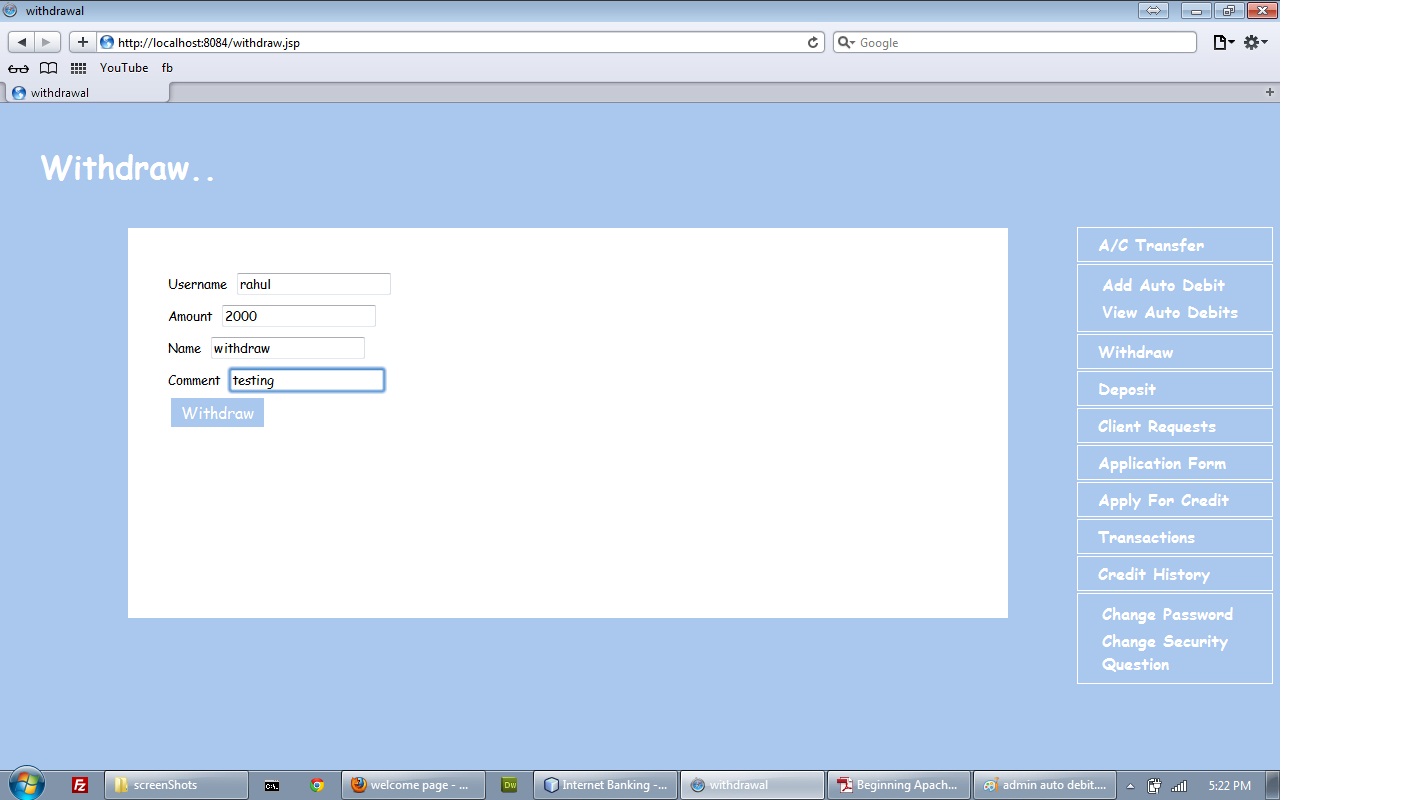 withdrawal
http://localhost:8084/withdraw.jsp
Google
YouTube fb
withdrawal
Withdraw..
Username rahul
Amount 2000
Name withdraw
Comment testing
Withdraw
A/C Transfer
Add Auto Debit
View Auto Debits
Withdraw
Deposit
Client Requests
Application Form
Apply For Credit
Transactions
Credit History
Change Password
Change Security
Question
screenShots welcome page - ... Dw Internet Banking -... withdrawal Beginning Apach... admin auto debit.... 5:22 PM